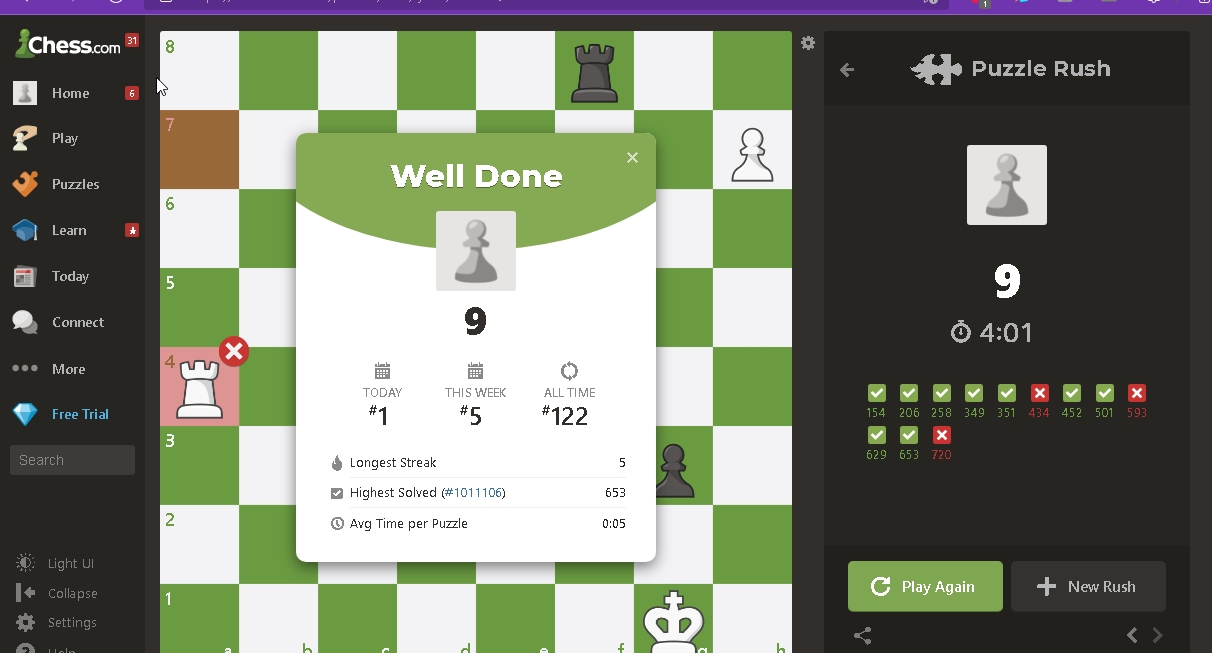 Chess.com 31
Home 6
Play
Puzzles
Learn
Today
Connect
More
Free Trial
Search
Light UI
Collapse
Settings
Help
8
7
6
5
4
3
2
1
a b c d e f g h
Well Done
×
9
TODAY THIS WEEK ALL TIME
#1 #5 #122
Longest Streak 5
Highest Solved (#1011106) 653
Avg Time per Puzzle 0:05
1
Puzzle Rush
9
4:01
154 206 258 349 351 434 452 501 593
629 653 720
Play Again
New Rush